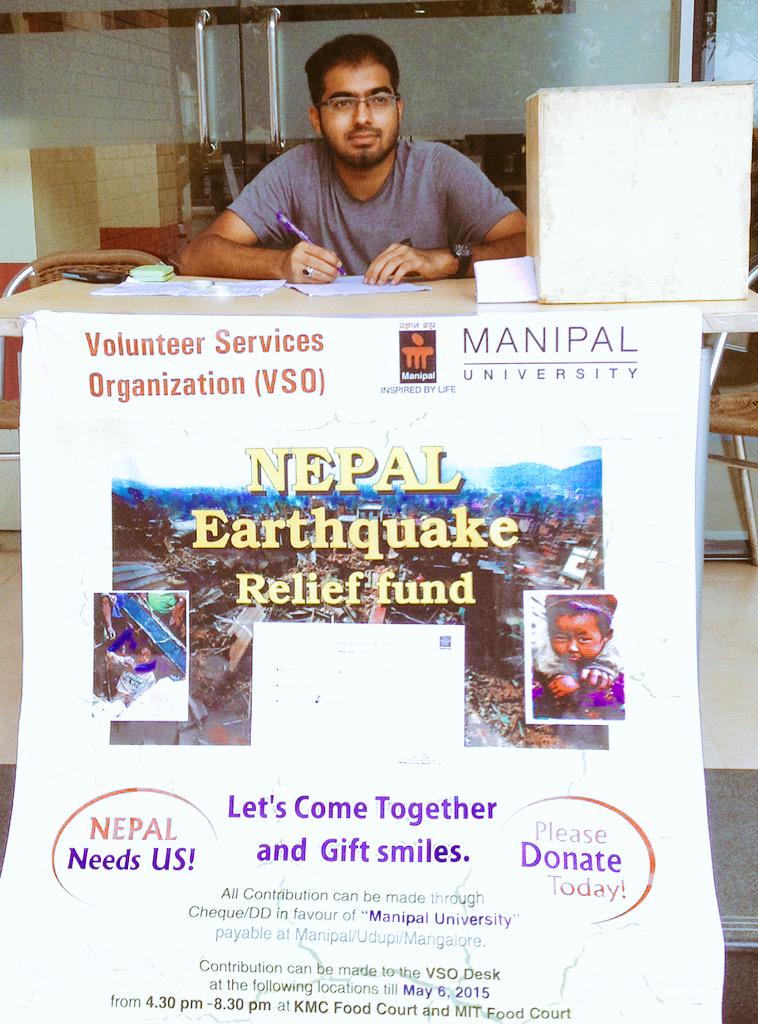 Volunteer Services
Organization (VSO)
प्रज्ञानं ब्रह्म
Manipal
INSPIRED BY LIFE
MANIPAL
UNIVERSITY
NEPAL
Earthquake
Relief fund
NEPAL
Needs US!
Let's Come Together
and Gift smiles.
Please
Donate
Today!
All Contribution can be made through
Cheque/DD in favour of "Manipal University"
payable at Manipal/Udupi/Mangalore.
Contribution can be made to the VSO Desk
at the following locations till May 6, 2015
from 4.30 pm -8.30 pm at KMC Food Court and MIT Food Court